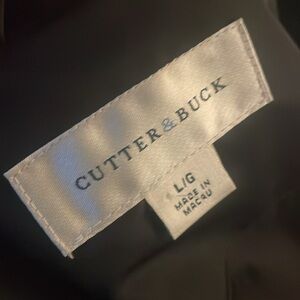 CUTTER & BUCK
L/G
MADE IN
MACAU